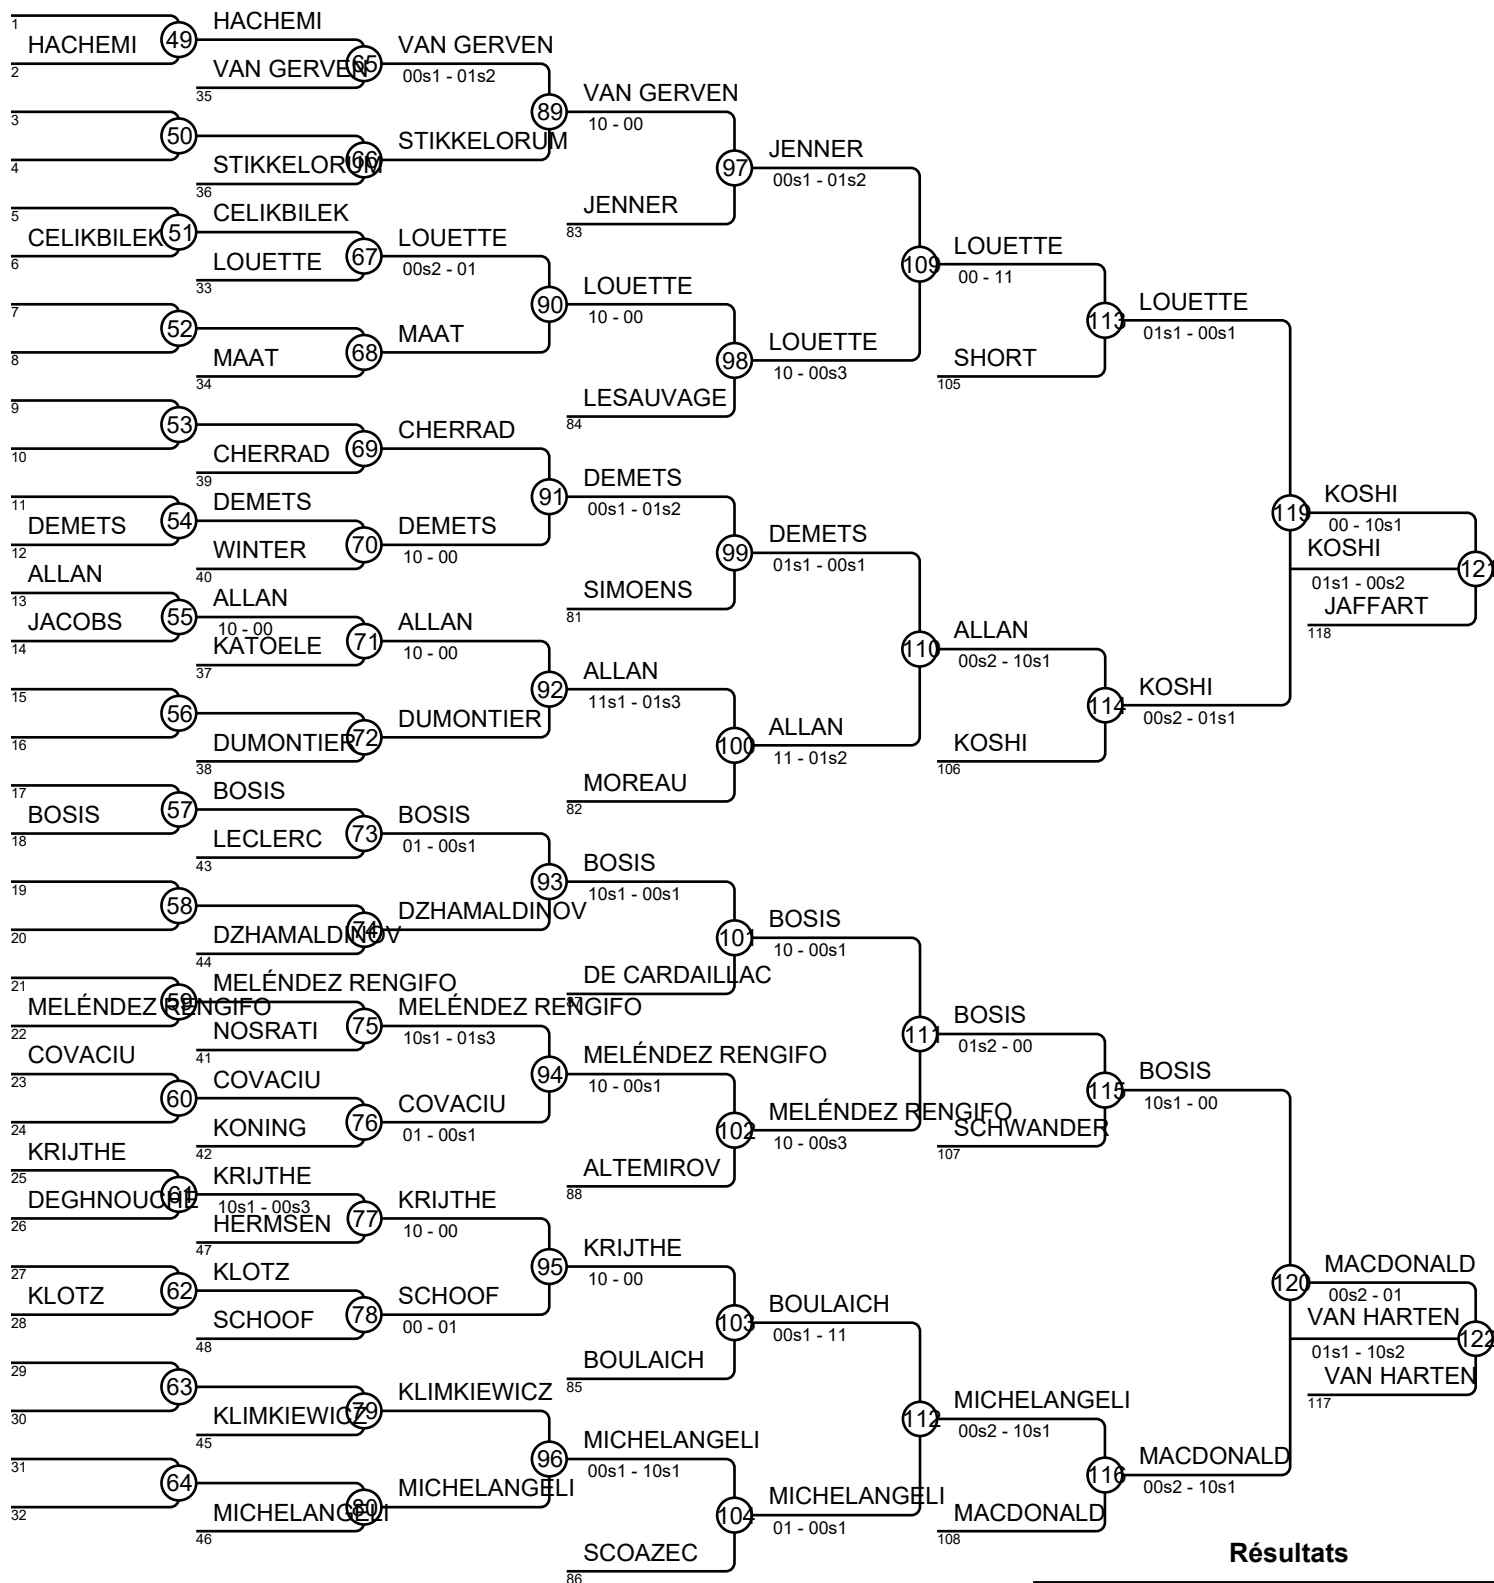 1
HACHEMI
2
49
HACHEMI
VAN GERVEN
35
65
VAN GERVEN
00s1 - 01s2
3
4
50
STIKKELORUM
36
66
STIKKELORUM
89
VAN GERVEN
10 - 00
JENNER
83
97
JENNER
00s1 - 01s2
5
CELIKBILEK
6
51
CELIKBILEK
LOUETTE
33
67
LOUETTE
00s2 - 01
7
8
52
MAAT
34
68
MAAT
90
LOUETTE
10 - 00
LESAUVAGE
84
98
LOUETTE
10 - 00s3
109
LOUETTE
00 - 11
SHORT
105
113
LOUETTE
01s1 - 00s1
9
10
53
CHERRAD
39
69
CHERRAD
11
DEMETS
12
54
DEMETS
WINTER
40
70
DEMETS
10 - 00
91
DEMETS
00s1 - 01s2
SIMOENS
81
99
DEMETS
01s1 - 00s1
ALLAN
13
JACOBS
14
55
ALLAN
10 - 00
KATOELE
37
71
ALLAN
10 - 00
15
16
56
DUMONTIER
38
72
DUMONTIER
92
ALLAN
11s1 - 01s3
MOREAU
82
100
ALLAN
11 - 01s2
110
ALLAN
00s2 - 10s1
KOSHI
106
114
KOSHI
00s2 - 01s1
119
KOSHI
00 - 10s1
KOSHI
01s1 - 00s2
JAFFART
118
121
17
BOSIS
18
57
BOSIS
LECLERC
43
73
BOSIS
01 - 00s1
19
20
58
DZHAMALDINOV
44
74
DZHAMALDINOV
93
BOSIS
10s1 - 00s1
DE CARDAILLAC
87
101
BOSIS
10 - 00s1
21
MELÉNDEZ RENGIFO
22
59
MELÉNDEZ RENGIFO
NOSRATI
41
75
MELÉNDEZ RENGIFO
10s1 - 01s3
COVACIU
23
24
60
COVACIU
KONING
42
76
COVACIU
01 - 00s1
94
MELÉNDEZ RENGIFO
10 - 00s1
ALTEMIROV
88
102
MELÉNDEZ RENGIFO
10 - 00s3
111
BOSIS
01s2 - 00
SCHWANDER
107
115
BOSIS
10s1 - 00
KRIJTHE
25
DEGHNOUCHE
26
61
KRIJTHE
10s1 - 00s3
HERMSEN
47
77
KRIJTHE
10 - 00
27
KLOTZ
28
62
KLOTZ
SCHOOF
48
78
SCHOOF
00 - 01
95
KRIJTHE
10 - 00
BOULAICH
85
103
BOULAICH
00s1 - 11
29
30
63
KLIMKIEWICZ
45
79
KLIMKIEWICZ
31
32
64
MICHELANGELI
46
80
MICHELANGELI
96
MICHELANGELI
00s1 - 10s1
SCOAZEC
86
104
MICHELANGELI
01 - 00s1
112
MICHELANGELI
00s2 - 10s1
MACDONALD
108
116
MACDONALD
00s2 - 10s1
120
MACDONALD
00s2 - 01
VAN HARTEN
01s1 - 10s2
VAN HARTEN
117
122
Résultats